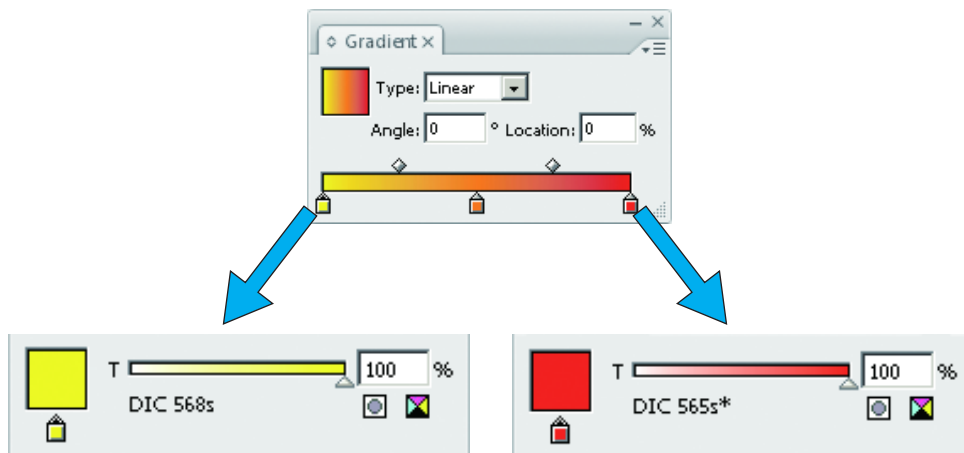 Gradient
Type: Linear
Angle: 0 ° Location: 0 %
T 100 %
DIC 568s
T 100 %
DIC 565s*